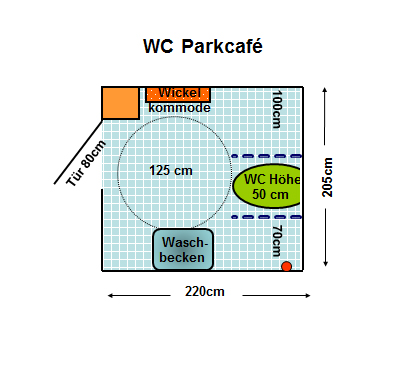 WC Parkcafé
Wickel
kommode
100cm
Tür 80cm
125 cm
WC Höhe
50 cm
205cm
Wasch-
becken
70cm
220cm